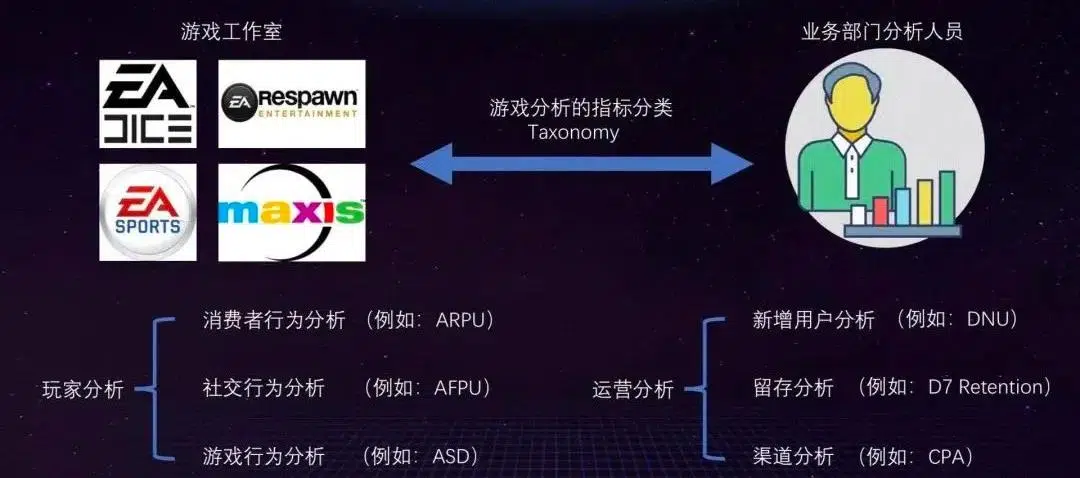 游戏工作室
业务部门分析人员
EA
DICE
EA RESPAWN
ENTERTAINMENT
EA
SPORTS
maxis
游戏分析的指标分类
Taxonomy
玩家分析
消费者行为分析 （例如：ARPU）
社交行为分析 （例如：AFPU）
游戏行为分析 （例如：ASD）
运营分析
新增用户分析 （例如：DNU）
留存分析 （例如：D7 Retention）
渠道分析 （例如：CPA）